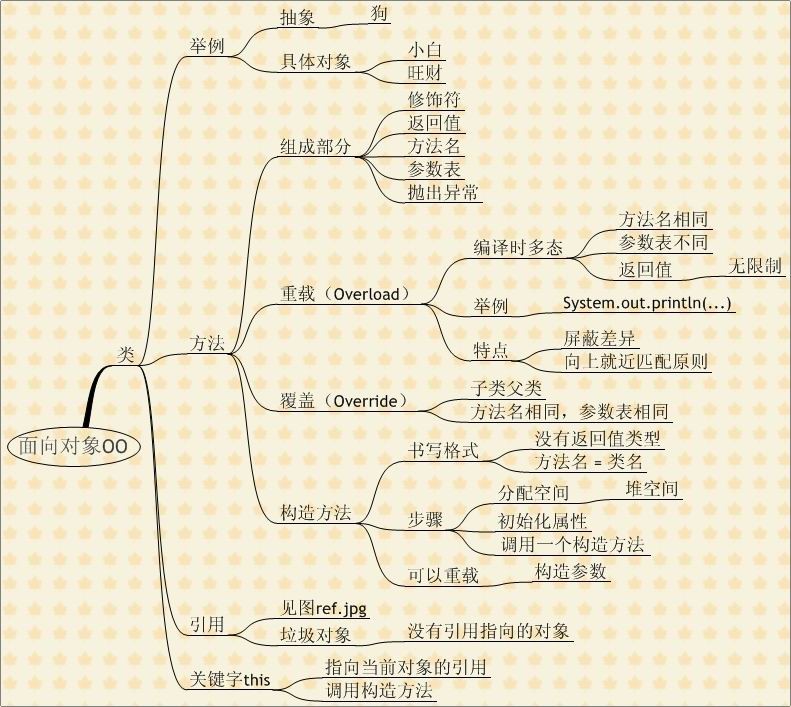 面向对象OO
类
举例
抽象
狗
具体对象
小白
旺财
方法
组成部分
修饰符
返回值
方法名
参数表
抛出异常
重载（Overload）
编译时多态
方法名相同
参数表不同
返回值
无限制
举例
System.out.println(...)
特点
屏蔽差异
向上就近匹配原则
覆盖（Override）
子类父类
方法名相同，参数表相同
构造方法
书写格式
没有返回值类型
方法名 = 类名
步骤
分配空间
堆空间
初始化属性
调用一个构造方法
可以重载
构造参数
引用
见图ref.jpg
垃圾对象
没有引用指向的对象
关键字this
指向当前对象的引用
调用构造方法